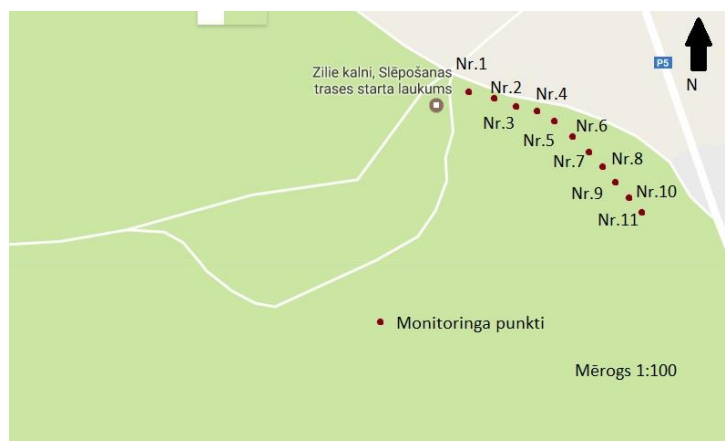 Nr.1
P5
Zilie kalni, Slēpošanas
trases starta laukums
N
Nr.2
Nr.4
Nr.3
Nr.6
Nr.5
Nr.7
Nr.8
Nr.9
Nr.10
Nr.11
Monitoringa punkti
Mērogs 1:100